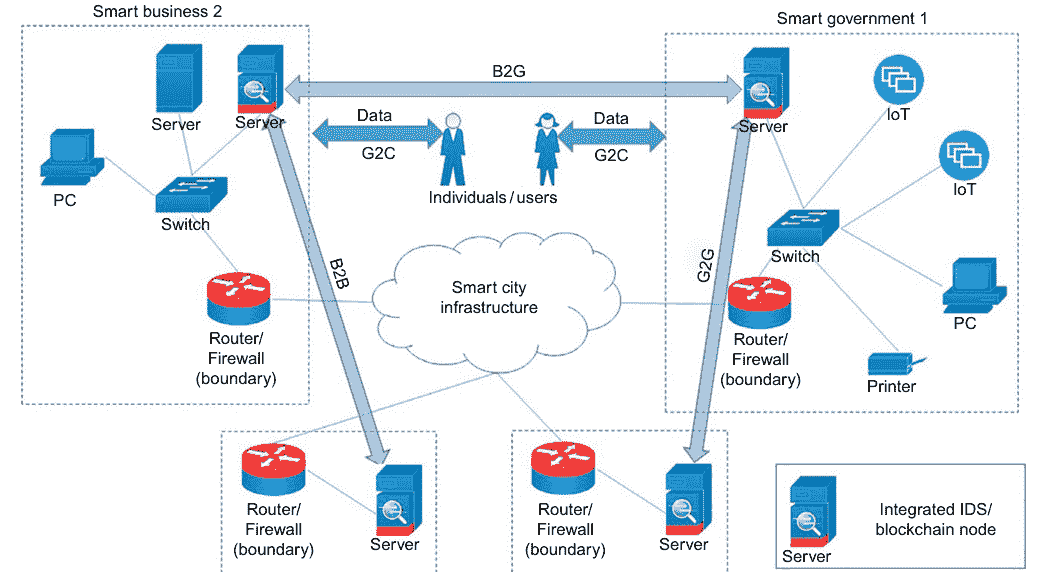 Smart business 2
Smart government 1
Server
Server
PC
Switch
Router/
Firewall
(boundary)
B2G
Data
G2C
Data
G2C
Individuals / users
B2B
G2G
Smart city
infrastructure
Server
IoT
IoT
Switch
PC
Router/
Firewall
(boundary)
Printer
Router/
Firewall
(boundary)
Server
Router/
Firewall
(boundary)
Server
Server
Integrated IDS/
blockchain node